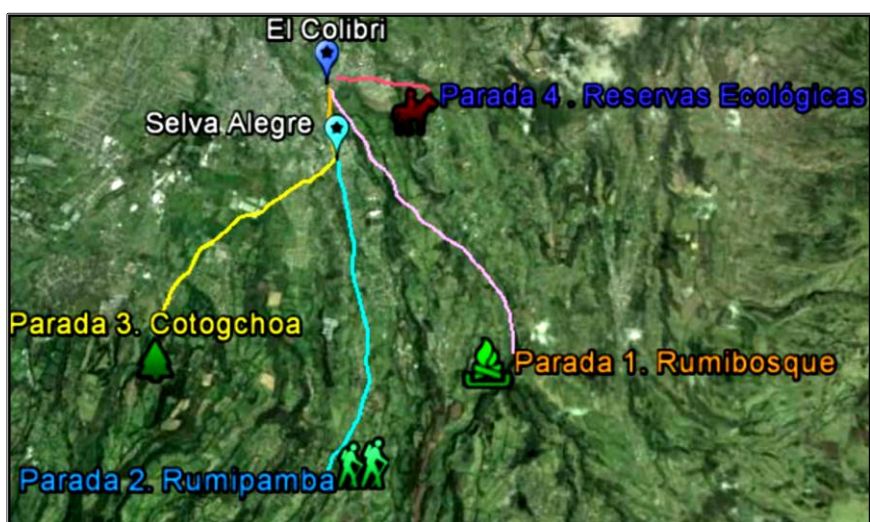 El Colibri
Parada 4 . Reservas Ecológicas
Selva Alegre
Parada 3. Cotogchoa
Parada 1. Rumibosque
Parada 2. Rumipamba